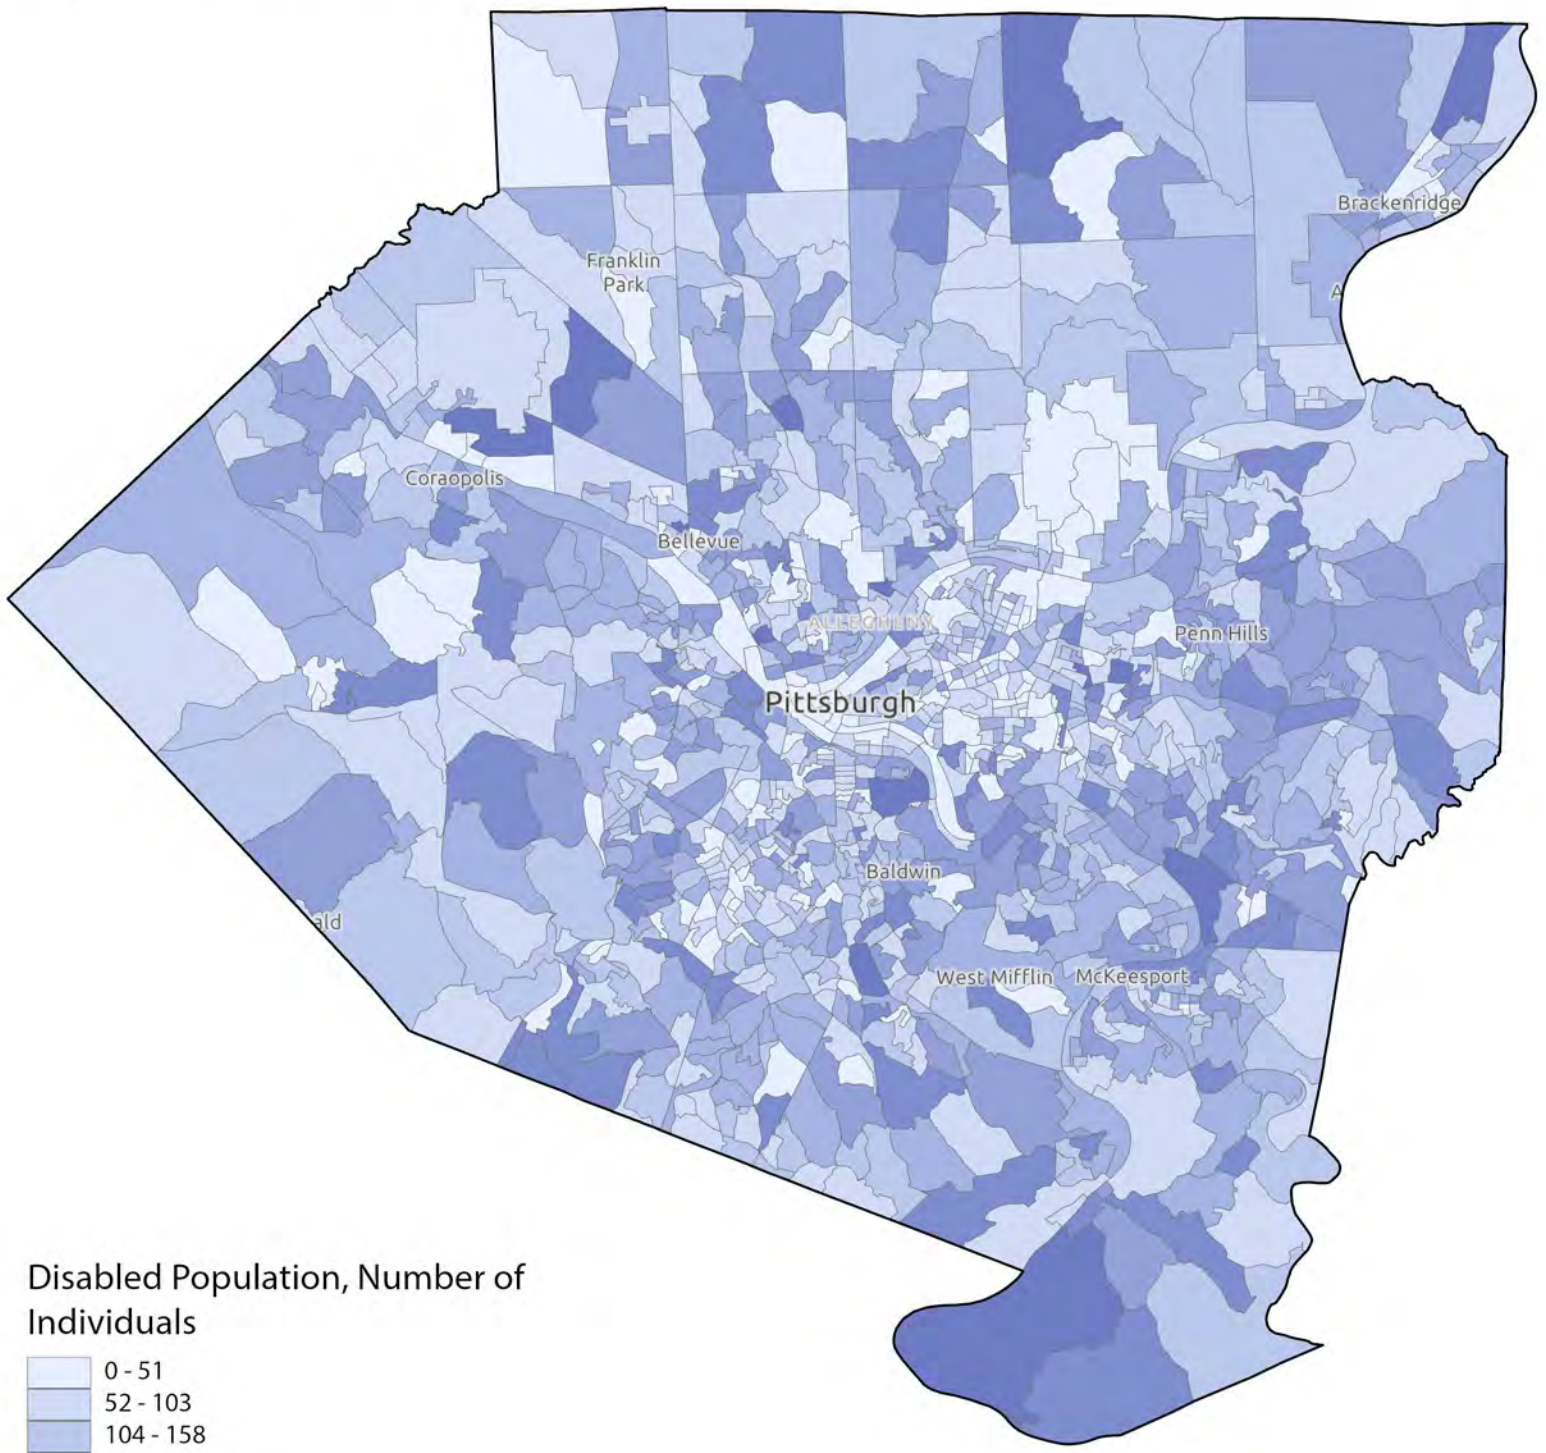 Brackenridge
Franklin
Park
A
Coraopolis
Bellevue
ALLEGHENY
Penn Hills
Pittsburgh
Baldwin
ald
West Mifflin
McKeesport
Disabled Population, Number of
Individuals
0 - 51
52 - 103
104 - 158